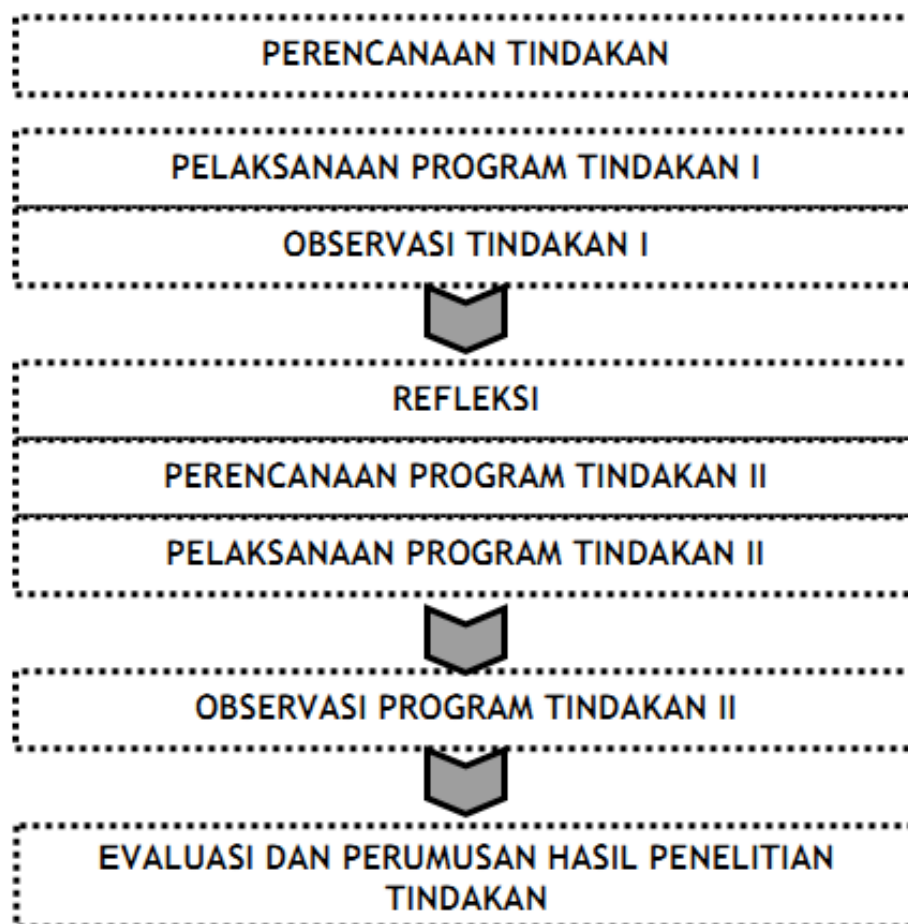 PERENCANAAN TINDAKAN
PELAKSANAAN PROGRAM TINDAKAN I
OBSERVASI TINDAKAN I
REFLEKSI
PERENCANAAN PROGRAM TINDAKAN II
PELAKSANAAN PROGRAM TINDAKAN II
OBSERVASI PROGRAM TINDAKAN II
EVALUASI DAN PERUMUSAN HASIL PENELITIAN
TINDAKAN